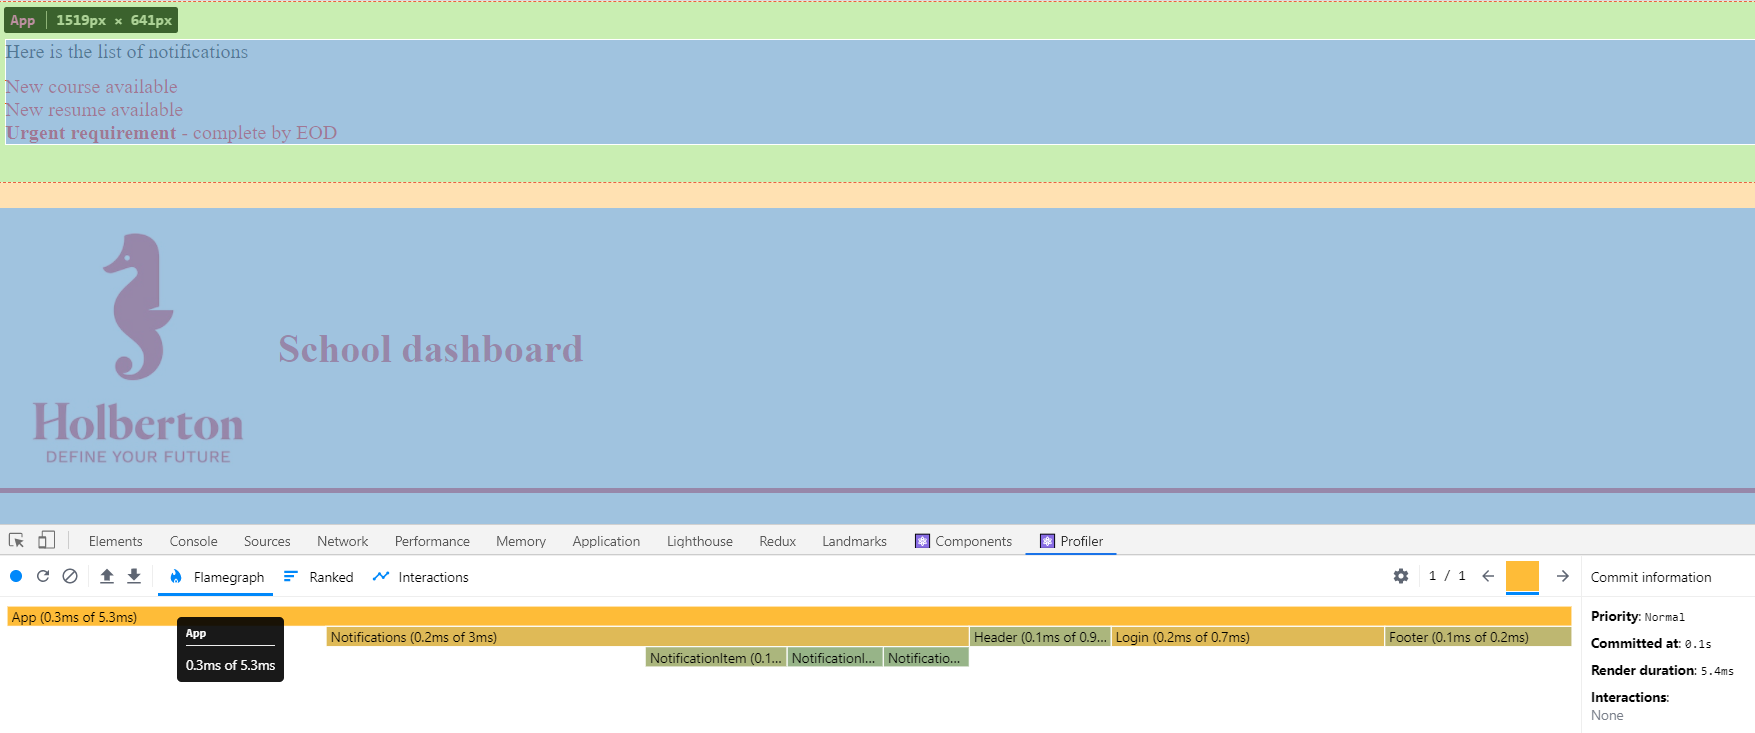 App 1519px × 641px
Here is the list of notifications
New course available
New resume available
Urgent requirement - complete by EOD
School dashboard
Holberton
DEFINE YOUR FUTURE
Elements Console Sources Network Performance Memory Application Lighthouse Redux Landmarks Components Profiler
Flamegraph Ranked Interactions 1 / 1 Commit information
App (0.3ms of 5.3ms)
App
0.3ms of 5.3ms
Notifications (0.2ms of 3ms) Header (0.1ms of 0.9... Login (0.2ms of 0.7ms) Footer (0.1ms of 0.2ms)
NotificationItem (0.1... NotificationI... Notificatio...
Priority: Normal
Committed at: 0.1s
Render duration: 5.4ms
Interactions:
None